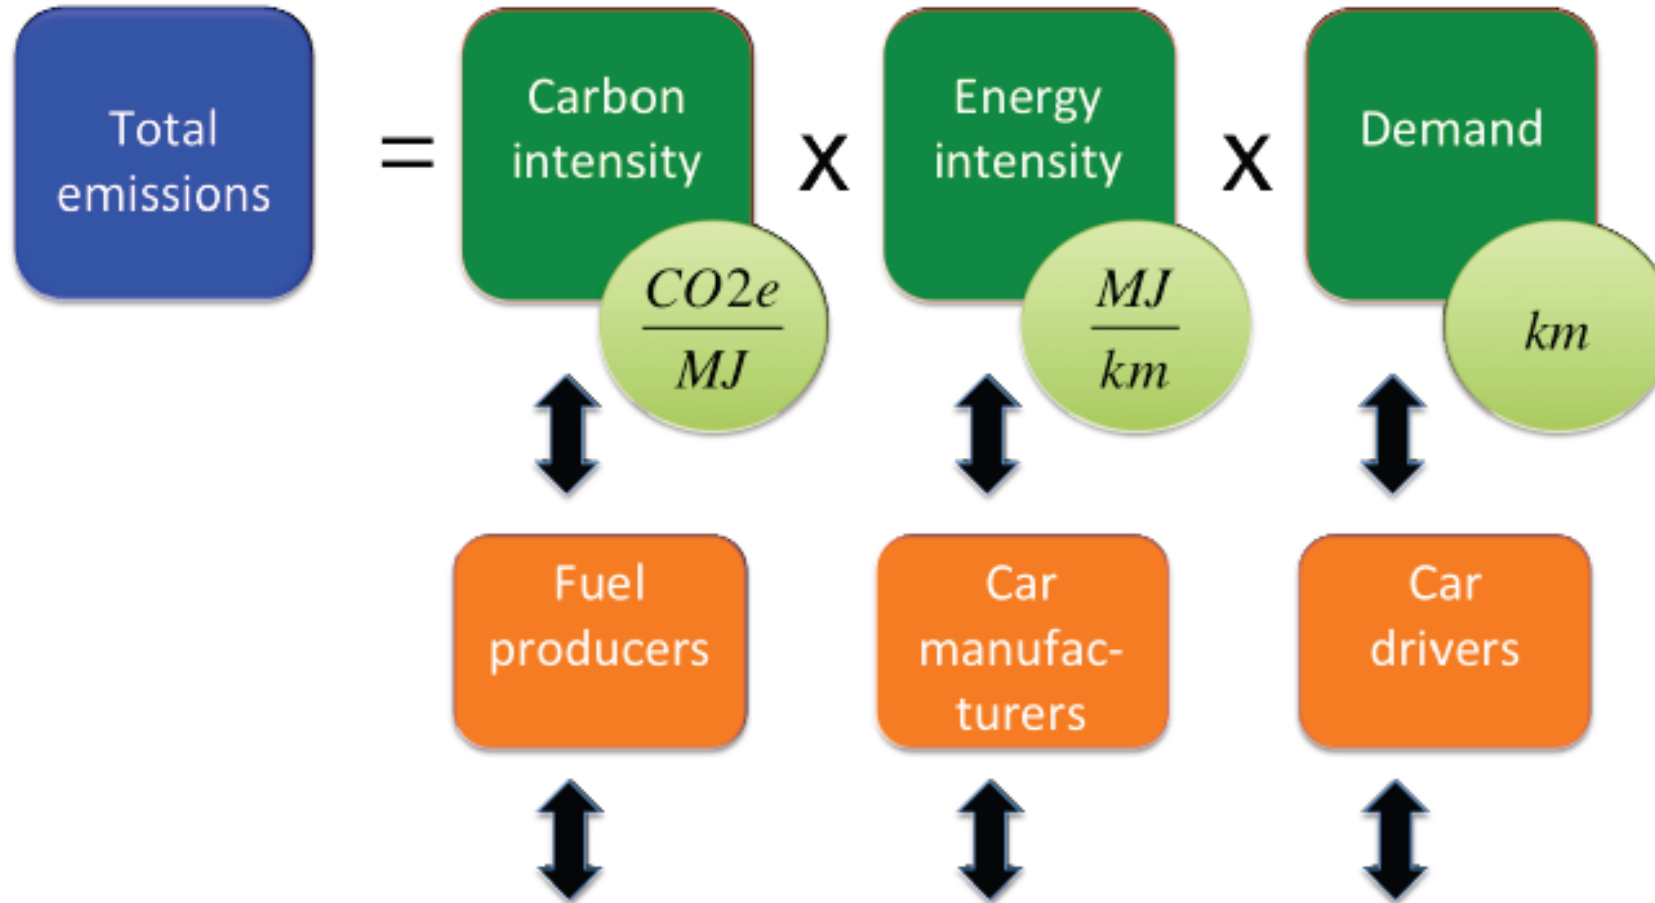 Total
emissions
=
Carbon
intensity
CO2e
MJ
x
Energy
intensity
MJ
km
x
Demand
km
Fuel
producers
Car
manufac-
turers
Car
drivers